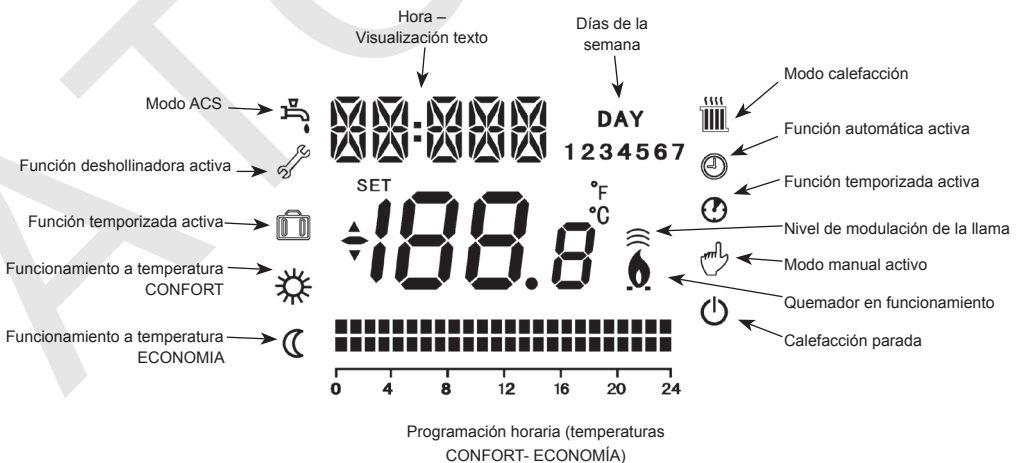 Hora –
Visualización texto
Días de la
semana
Modo ACS
Función deshollinadora activa
Función temporizada activa
Funcionamiento a temperatura
CONFORT
Funcionamiento a temperatura
ECONOMIA
DAY
1234567
SET
188.8
°F
°C
0 4 8 12 16 20 24
Modo calefacción
Función automática activa
Función temporizada activa
Nivel de modulación de la llama
Modo manual activo
Quemador en funcionamiento
Calefacción parada
Programación horaria (temperaturas
CONFORT- ECONOMÍA)